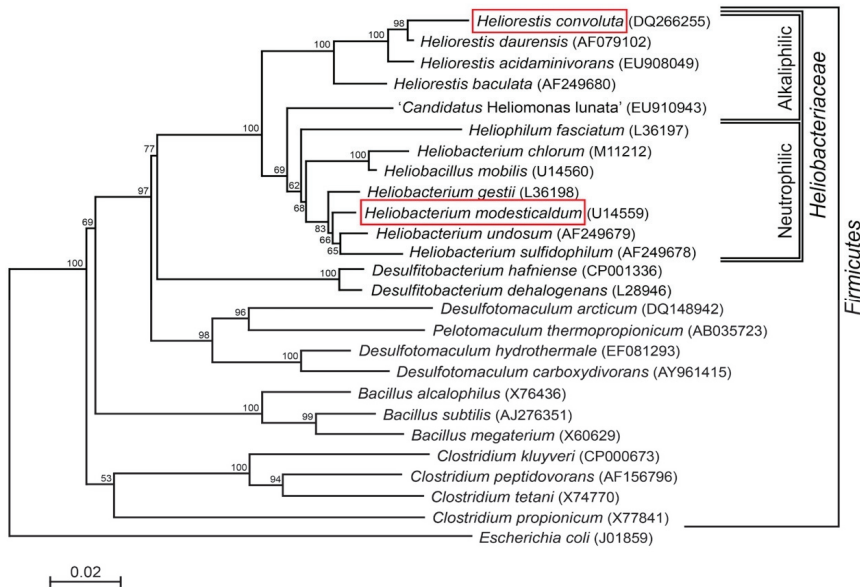 98
Heliorestis convoluta (DQ266255)
100
Heliorestis daurensis (AF079102)
100
Heliorestis acidaminivorans (EU908049)
Heliorestis baculata (AF249680)
Alkaliphilic
'Candidatus Heliomonas lunata' (EU910943)
100
Heliophilum fasciatum (L36197)
77
100
Heliobacterium chlorum (M11212)
69
Heliobacillus mobilis (U14560)
62
Heliobacterium gestii (L36198)
97
68
Heliobacterium modesticaldum (U14559)
83
Heliobacterium undosum (AF249679)
66
65
Heliobacterium sulfidophilum (AF249678)
Neutrophilic
Heliobacteriaceae
69
100
100
Desulfitobacterium hafniense (CP001336)
Desulfitobacterium dehalogenans (L28946)
Firmicutes
96
Desulfotomaculum arcticum (DQ148942)
98
Pelotomaculum thermopropionicum (AB035723)
100
Desulfotomaculum hydrothermale (EF081293)
Desulfotomaculum carboxydivorans (AY961415)
100
Bacillus alcalophilus (X76436)
99
Bacillus subtilis (AJ276351)
Bacillus megaterium (X60629)
100
Clostridium kluyveri (CP000673)
53
94
Clostridium peptidovorans (AF156796)
Clostridium tetani (X74770)
Clostridium propionicum (X77841)
Escherichia coli (J01859)
0.02